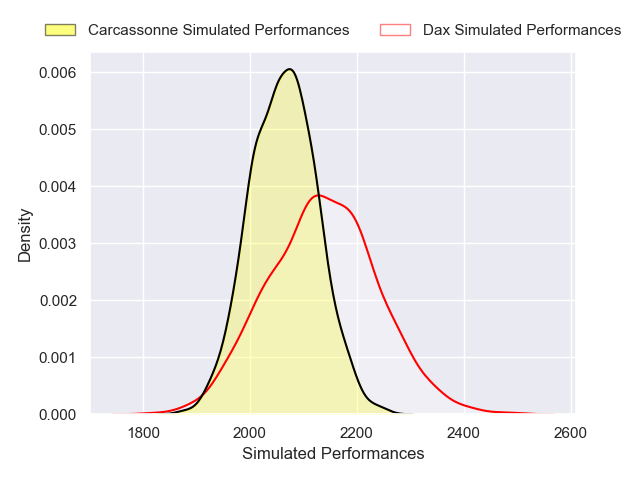 Carcassonne Simulated Performances Dax Simulated Performances
0.006
0.005
0.004
0.003
0.002
0.001
0.000
Density
1800 2000 2200 2400 2600
Simulated Performances